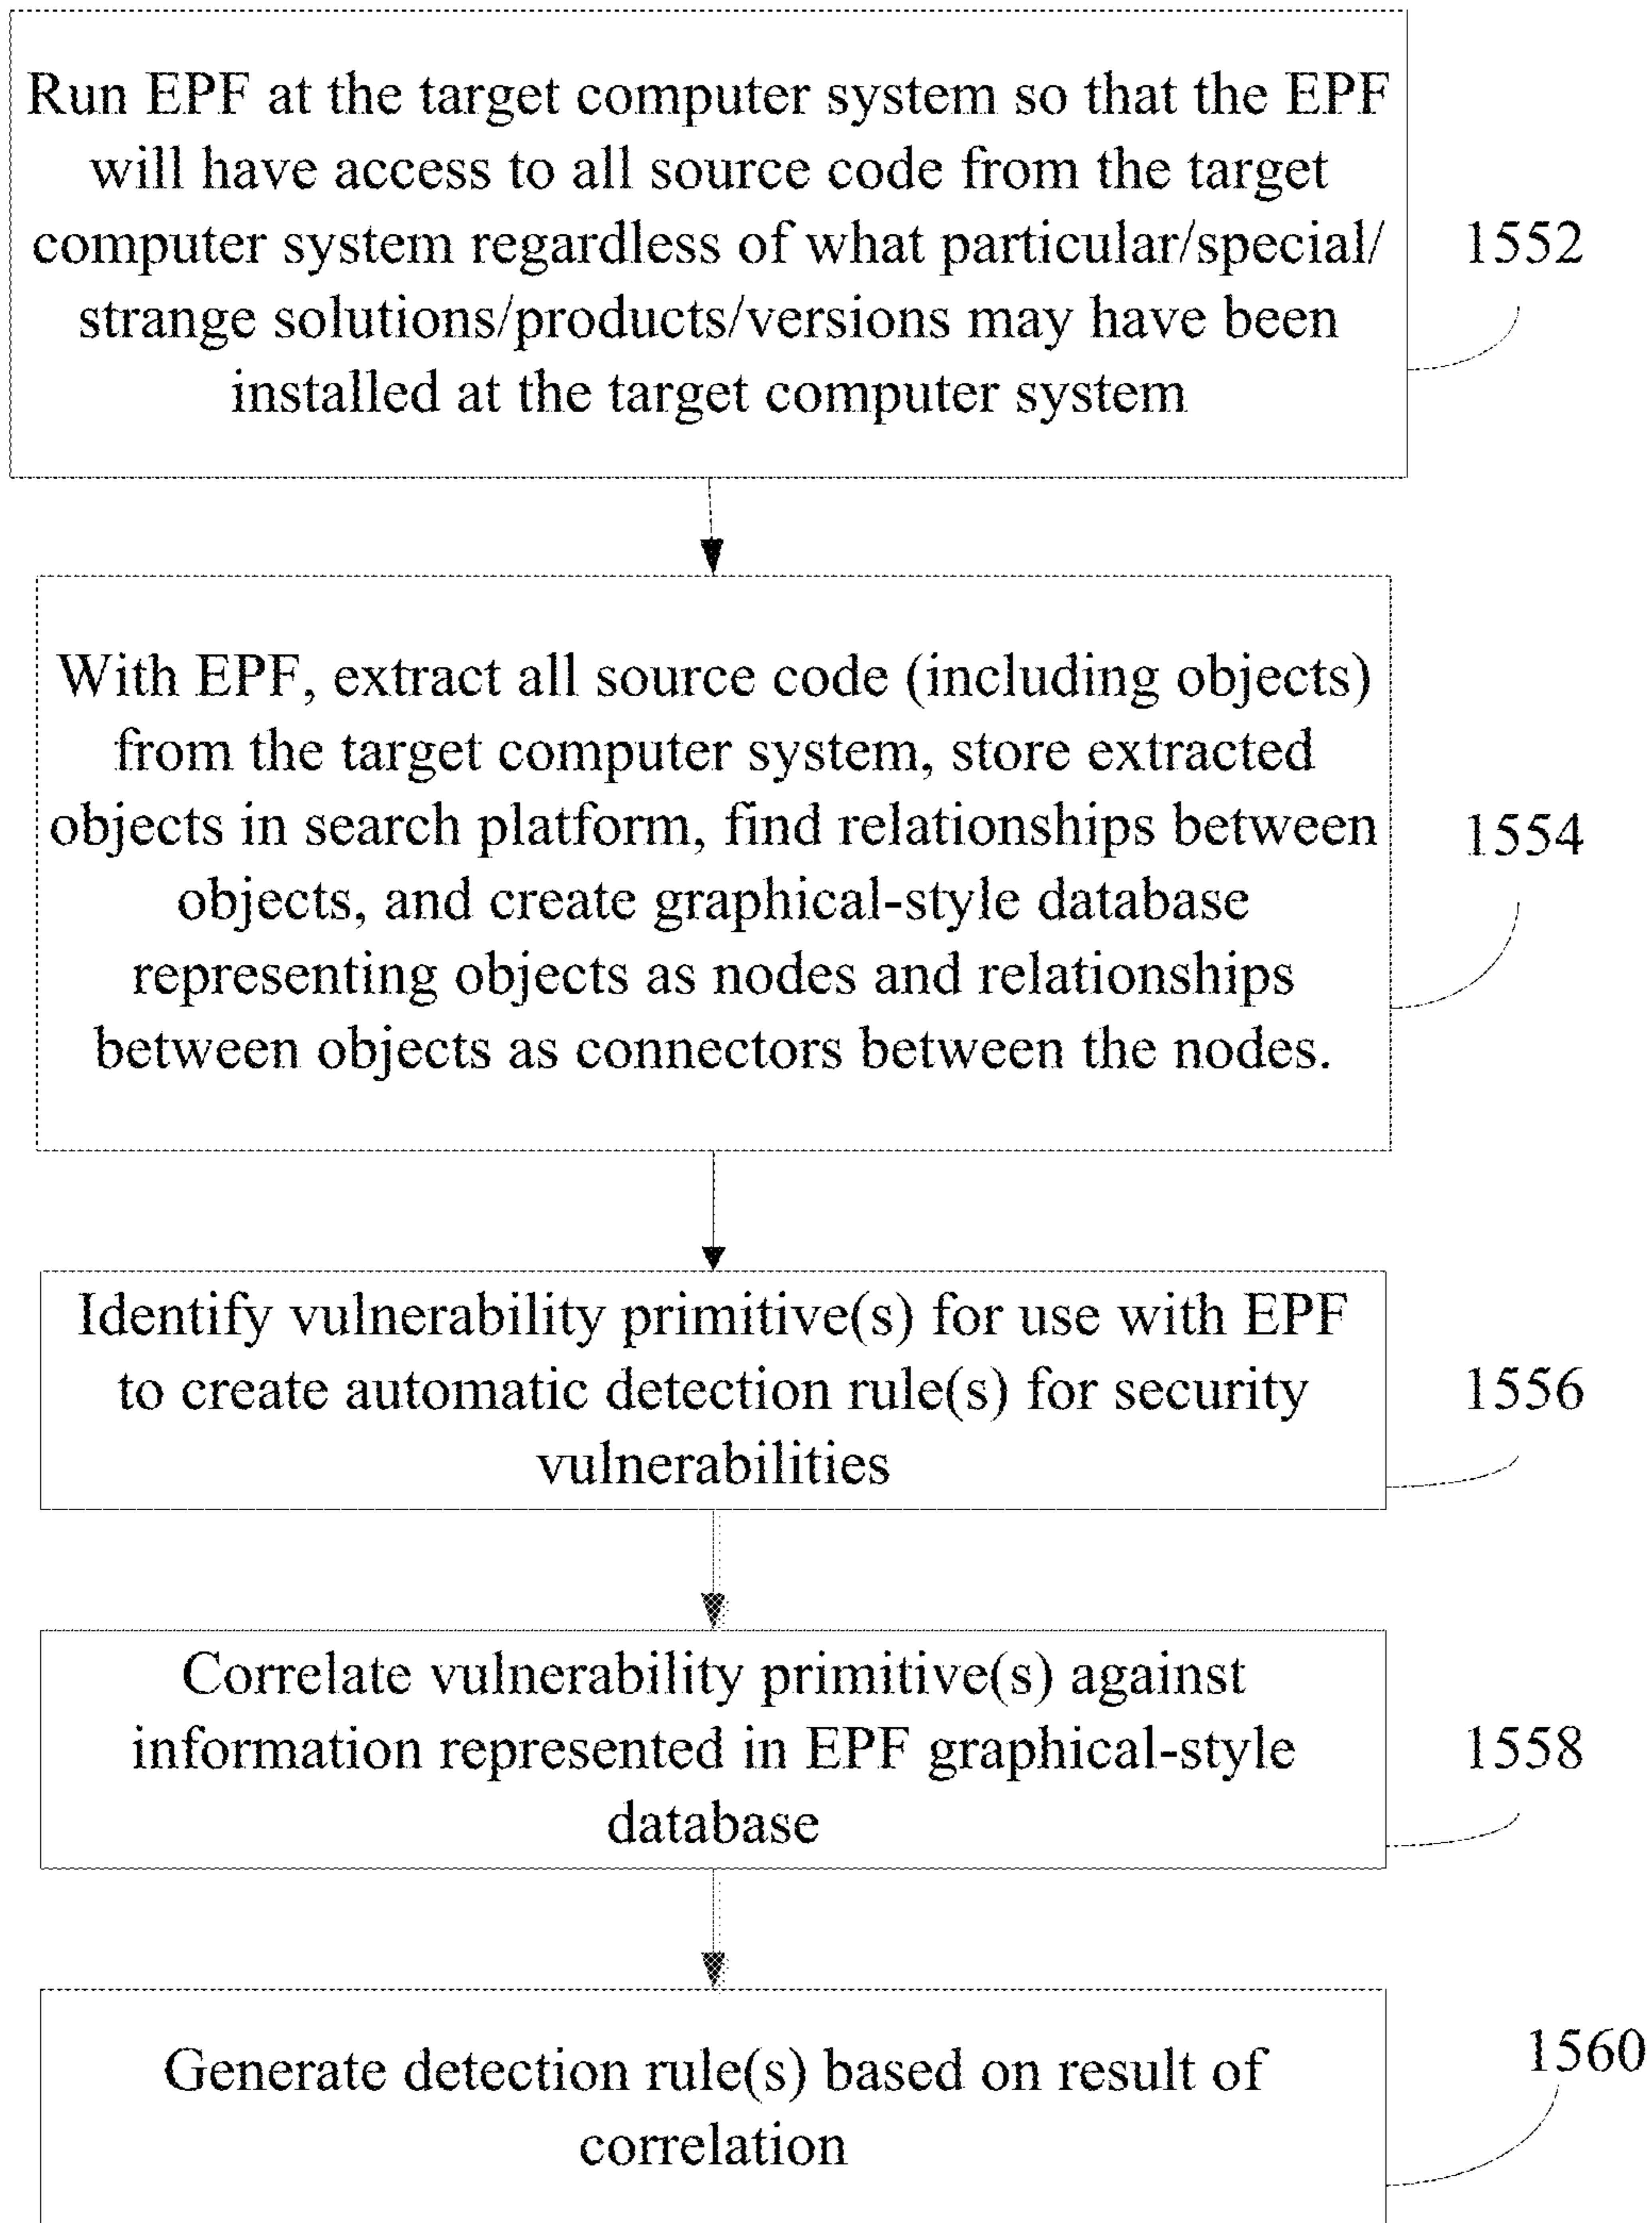 Run EPF at the target computer system so that the EPF
will have access to all source code from the target
computer system regardless of what particular/special/
strange solutions/products/versions may have been
installed at the target computer system
1552
With EPF, extract all source code (including objects)
from the target computer system, store extracted
objects in search platform, find relationships between
objects, and create graphical-style database
representing objects as nodes and relationships
between objects as connectors between the nodes.
1554
Identify vulnerability primitive(s) for use with EPF
to create automatic detection rule(s) for security
vulnerabilities
1556
Correlate vulnerability primitive(s) against
information represented in EPF graphical-style
database
1558
Generate detection rule(s) based on result of
correlation
1560